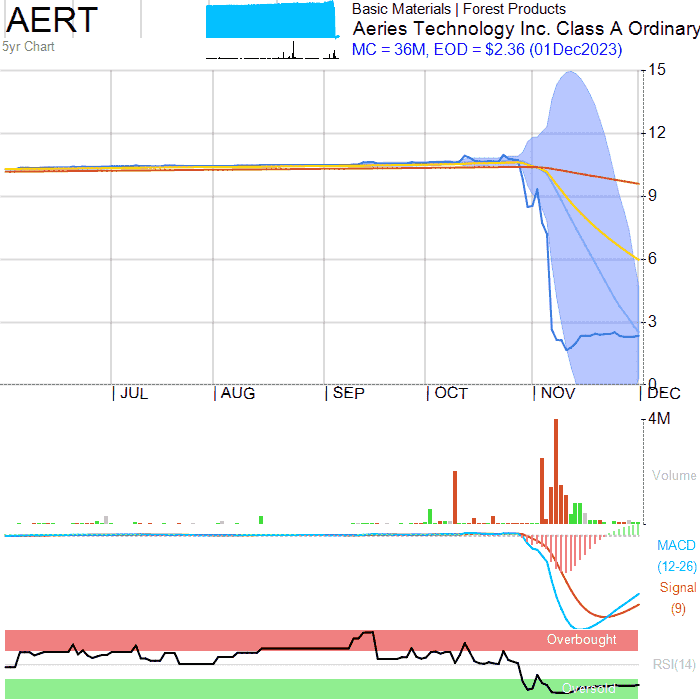 AERT
5yr Chart
Basic Materials | Forest Products
Aeries Technology Inc. Class A Ordinary
MC = 36M, EOD = $2.36 (01Dec2023)
15
12
9
6
3
0
| JUL | AUG | SEP | OCT | NOV | DEC
4M
Volume
MACD
(12-26)
Signal
(9)
Overbought
RSI(14)
Oversold